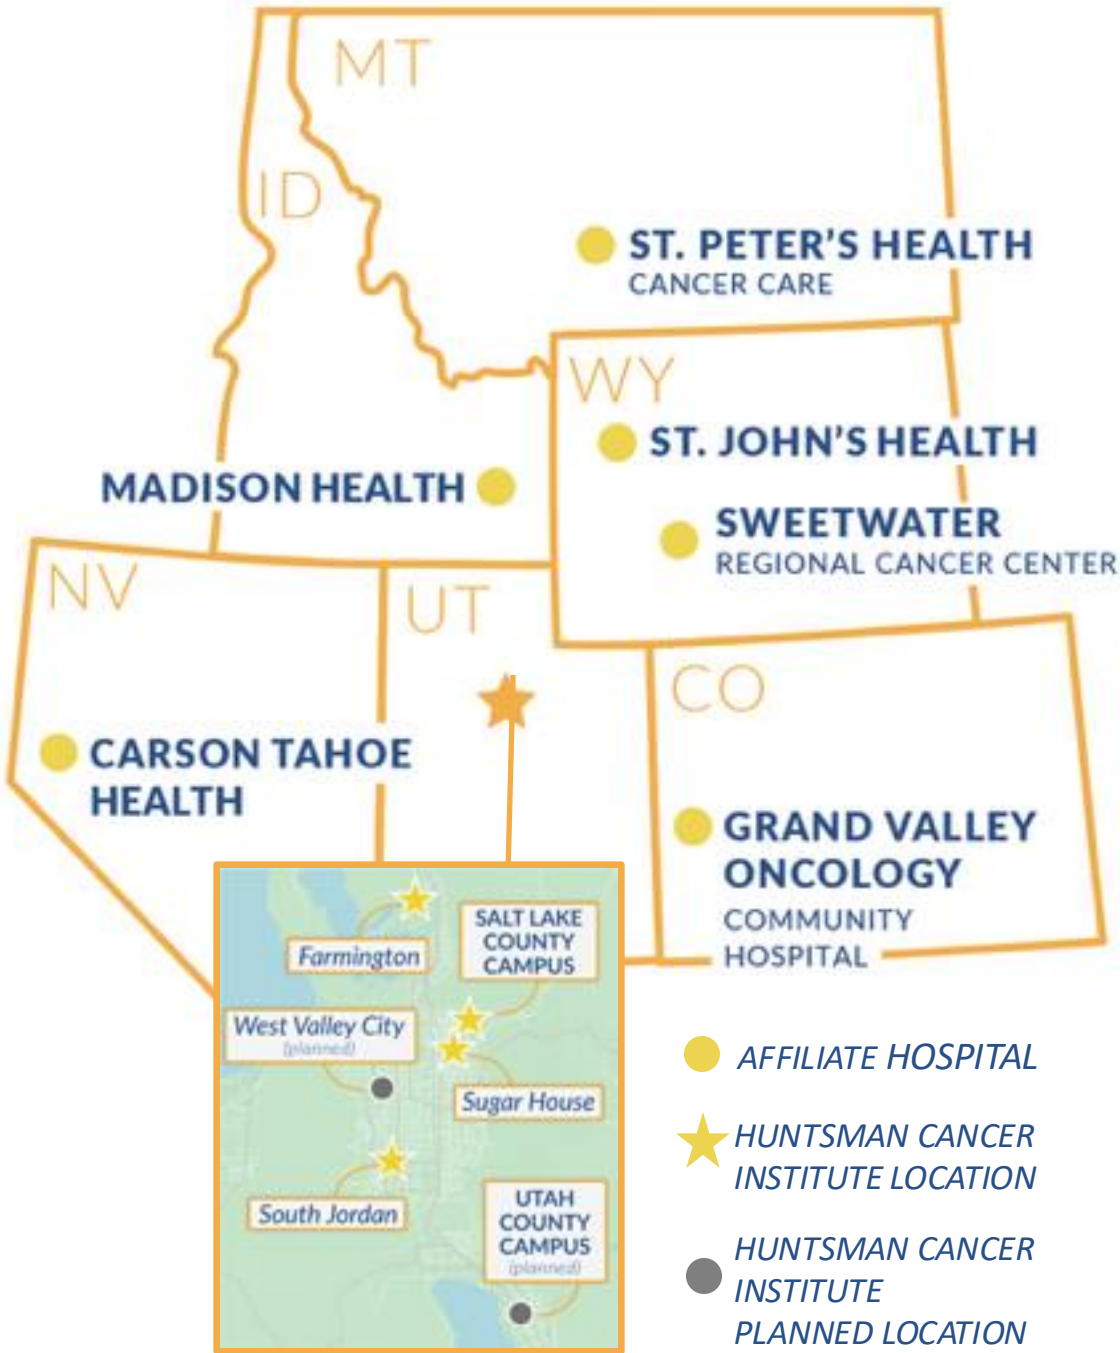 MT
ID
ST. PETER'S HEALTH
CANCER CARE
WY
ST. JOHN'S HEALTH
MADISON HEALTH
SWEETWATER
REGIONAL CANCER CENTER
NV
UT
CO
CARSON TAHOE
HEALTH
GRAND VALLEY
ONCOLOGY
COMMUNITY
HOSPITAL
Farmington
SALT LAKE
COUNTY
CAMPUS
West Valley City
(planned)
Sugar House
South Jordan
UTAH
COUNTY
CAMPUS
(planned)
AFFILIATE HOSPITAL
HUNTSMAN CANCER
INSTITUTE LOCATION
HUNTSMAN CANCER
INSTITUTE
PLANNED LOCATION